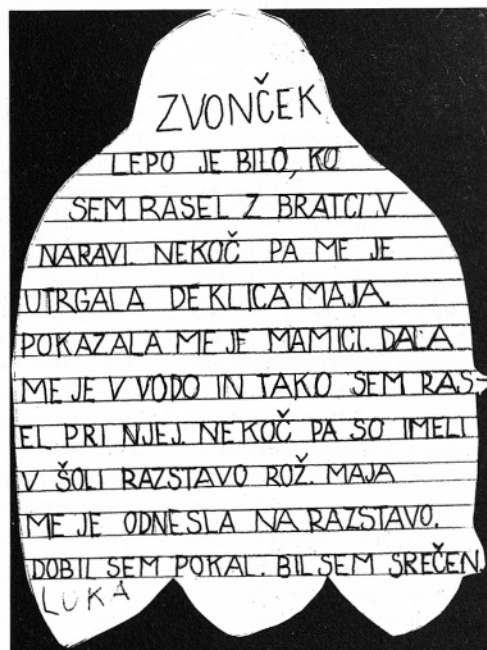 ZVONČEK
LEPO JE BILO, KO
SEM RASEL Z BRATCI V
NARAVI. NEKOČ PA ME JE
UTRGALA DEKLICA MAJA.
POKAZALA ME JE MAMICI. DALA
ME JE V VODO IN TAKO SEM RAS-
EL PRI NJEJ. NEKOČ PA SO IMELI
V ŠOLI RAZSTAVO ROŽ. MAJA
ME JE ODNESLA NA RAZSTAVO.
DOBIL SEM POKAL. BIL SEM SREČEN.
LUKA